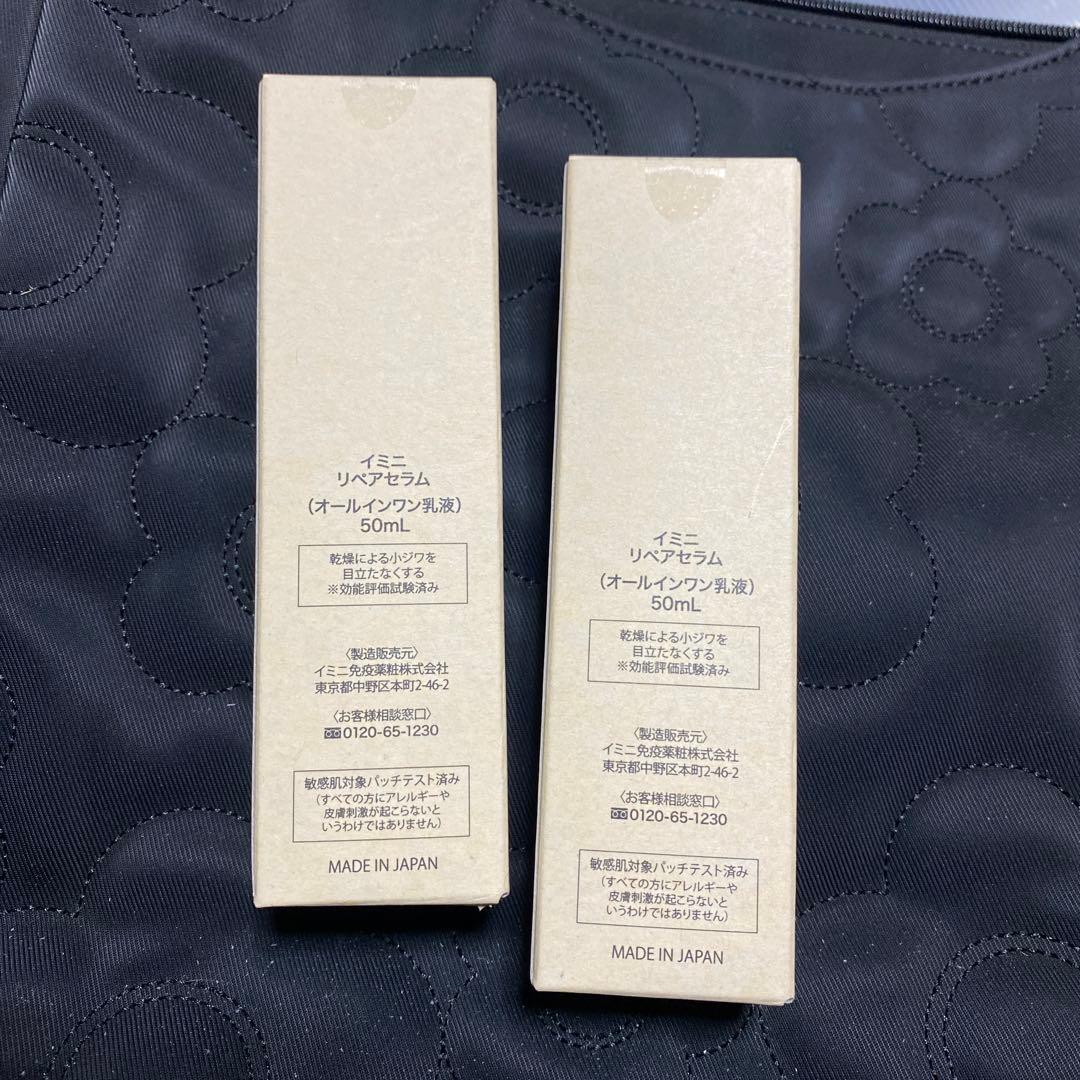 イミニ
リペアセラム
(オールインワン乳液)
50mL
乾燥による小ジワを
目立たなくする
※効能評価試験済み
〈製造販売元〉
イミニ免疫薬粧株式会社
東京都中野区本町2-46-2
〈お客様相談窓口〉
0120-65-1230
敏感肌対象パッチテスト済み
(すべての方にアレルギーや
皮膚刺激が起こらないと
いうわけではありません)
MADE IN JAPAN
イミニ
リペアセラム
(オールインワン乳液)
50mL
乾燥による小ジワを
目立たなくする
※効能評価試験済み
〈製造販売元〉
イミニ免疫薬粧株式会社
東京都中野区本町2-46-2
〈お客様相談窓口〉
0120-65-1230
敏感肌対象パッチテスト済み
(すべての方にアレルギーや
皮膚刺激が起こらないと
いうわけではありません)
MADE IN JAPAN